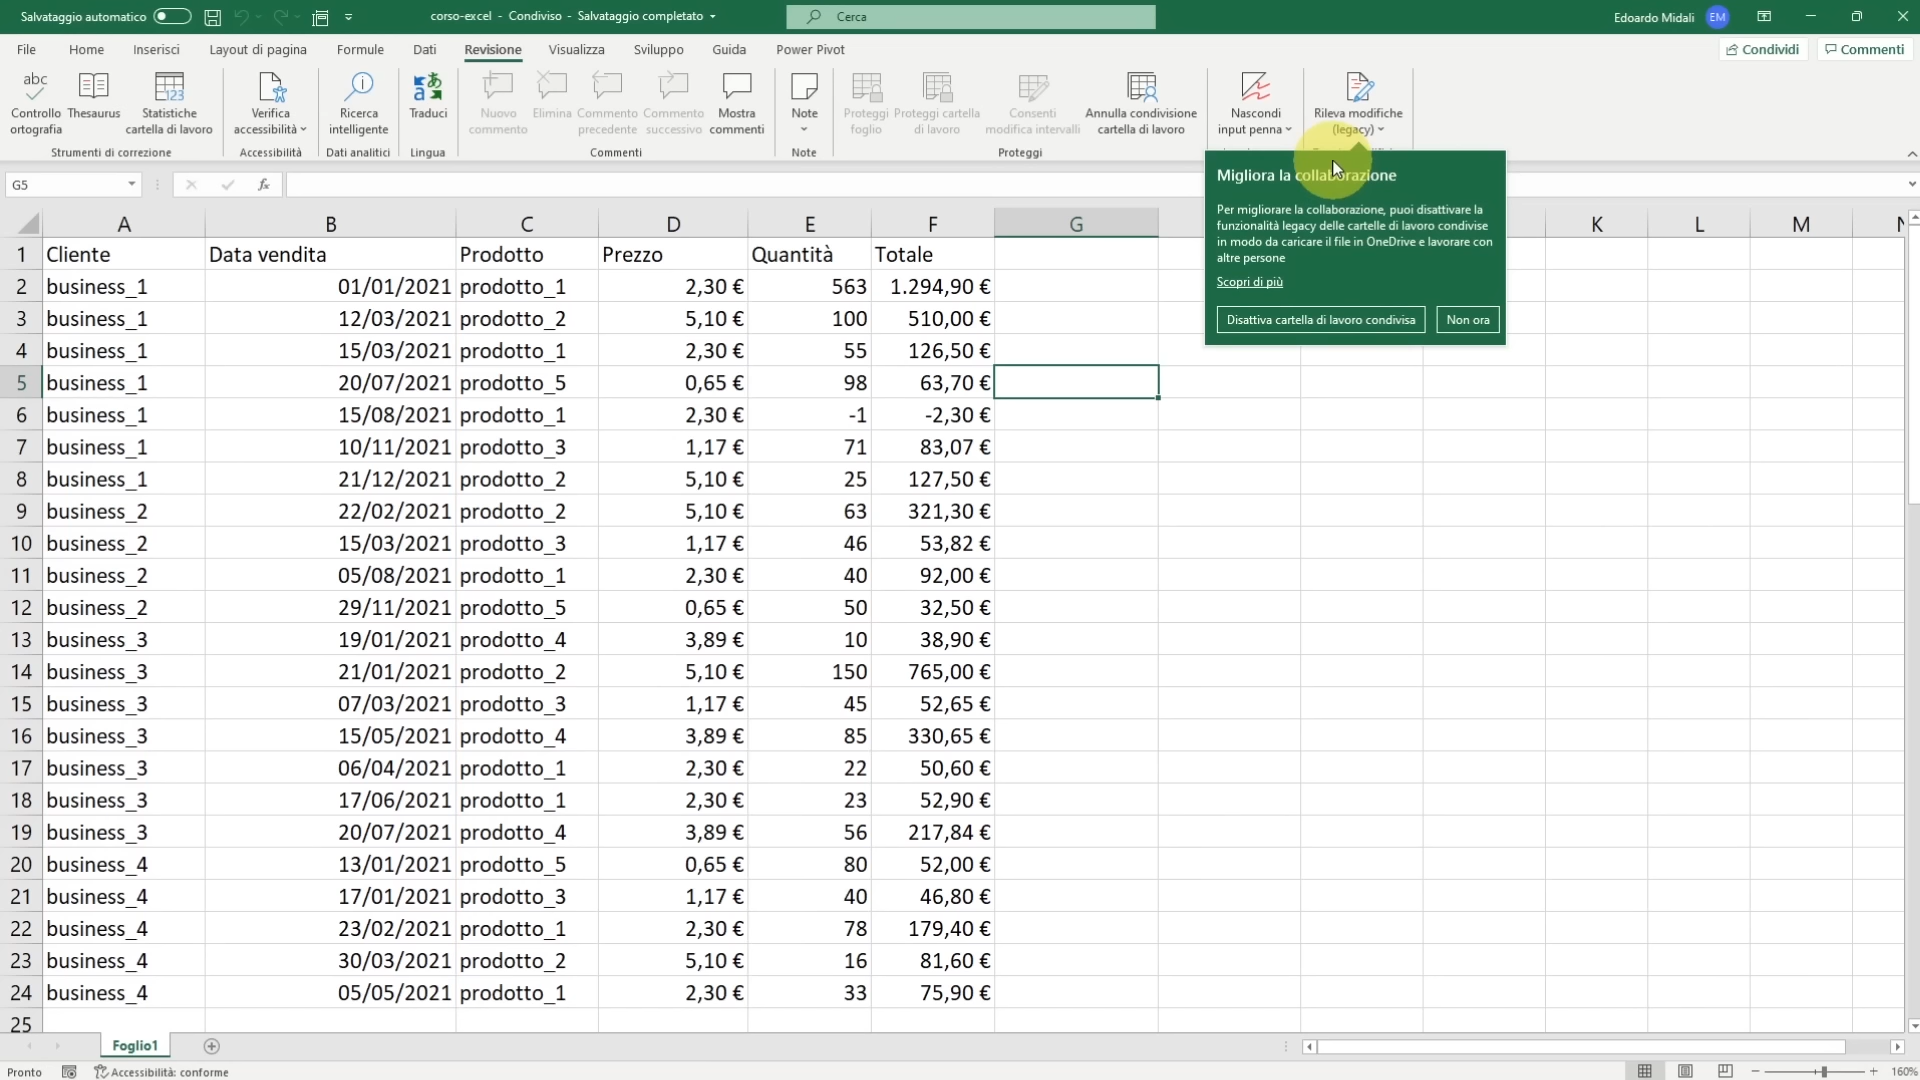 Salvataggio automatico
corso-excel - Condiviso - Salvataggio completato
Cerca
Edoardo Midali EM
File Home Inserisci Layout di pagina Formule Dati Revisione Visualizza Sviluppo Guida Power Pivot
Condividi Commenti
abc
Controllo ortografia
Thesaurus
123
Statistiche cartella di lavoro
Strumenti di correzione
Verifica accessibilità
Accessibilità
Ricerca intelligente
Dati analitici
Traduci
Lingua
Nuovo commento
Elimina
Commento precedente
Commento successivo
Mostra commenti
Commenti
Note
Note
Proteggi foglio
Proteggi cartella di lavoro
Consenti modifica intervalli
Annulla condivisione cartella di lavoro
Proteggi
Nascondi input penna
Rileva modifiche (legacy)
G5
fx
Migliora la collaborazione
Per migliorare la collaborazione, puoi disattivare la
funzionalità legacy delle cartelle di lavoro condivise
in modo da caricare il file in OneDrive e lavorare con
altre persone
Scopri di più
Disattiva cartella di lavoro condivisa Non ora
A B C D E F G K L M N
1 Cliente Data vendita Prodotto Prezzo Quantità Totale
2 business_1 01/01/2021 prodotto_1 2,30 € 563 1.294,90 €
3 business_1 12/03/2021 prodotto_2 5,10 € 100 510,00 €
4 business_1 15/03/2021 prodotto_1 2,30 € 55 126,50 €
5 business_1 20/07/2021 prodotto_5 0,65 € 98 63,70 €
6 business_1 15/08/2021 prodotto_1 2,30 € -1 -2,30 €
7 business_1 10/11/2021 prodotto_3 1,17 € 71 83,07 €
8 business_1 21/12/2021 prodotto_2 5,10 € 25 127,50 €
9 business_2 22/02/2021 prodotto_2 5,10 € 63 321,30 €
10 business_2 15/03/2021 prodotto_3 1,17 € 46 53,82 €
11 business_2 05/08/2021 prodotto_1 2,30 € 40 92,00 €
12 business_2 29/11/2021 prodotto_5 0,65 € 50 32,50 €
13 business_3 19/01/2021 prodotto_4 3,89 € 10 38,90 €
14 business_3 21/01/2021 prodotto_2 5,10 € 150 765,00 €
15 business_3 07/03/2021 prodotto_3 1,17 € 45 52,65 €
16 business_3 15/05/2021 prodotto_4 3,89 € 85 330,65 €
17 business_3 06/04/2021 prodotto_1 2,30 € 22 50,60 €
18 business_3 17/06/2021 prodotto_1 2,30 € 23 52,90 €
19 business_3 20/07/2021 prodotto_4 3,89 € 56 217,84 €
20 business_4 13/01/2021 prodotto_5 0,65 € 80 52,00 €
21 business_4 17/01/2021 prodotto_3 1,17 € 40 46,80 €
22 business_4 23/02/2021 prodotto_1 2,30 € 78 179,40 €
23 business_4 30/03/2021 prodotto_2 5,10 € 16 81,60 €
24 business_4 05/05/2021 prodotto_1 2,30 € 33 75,90 €
25
Foglio1
Pronto Accessibilità: conforme 160%